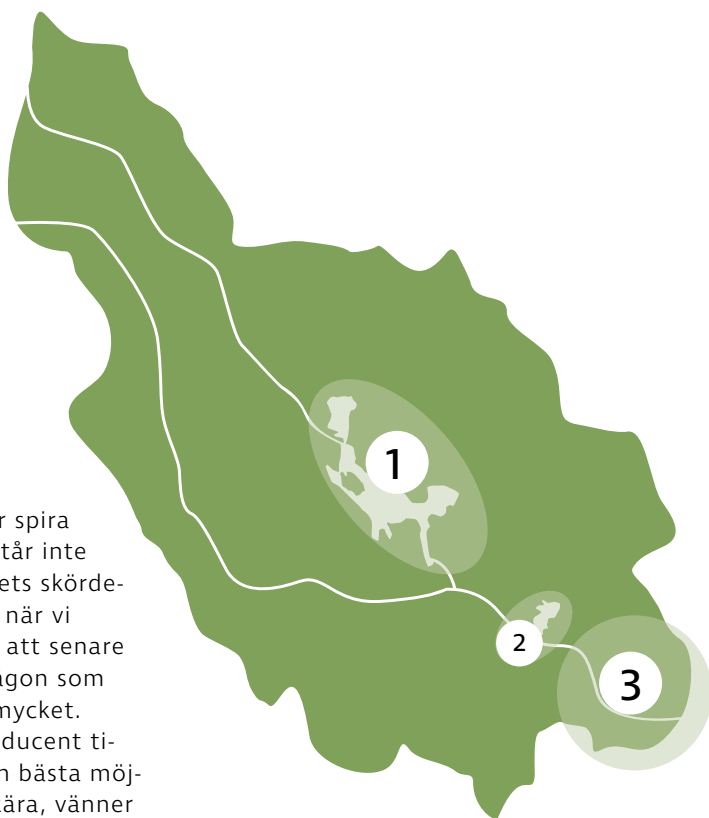 1
2
3
r spira
tår inte
ets skörde-
när vi
att senare
agon som
mycket.
ducent ti-
n bästa möj-
ära, vänner